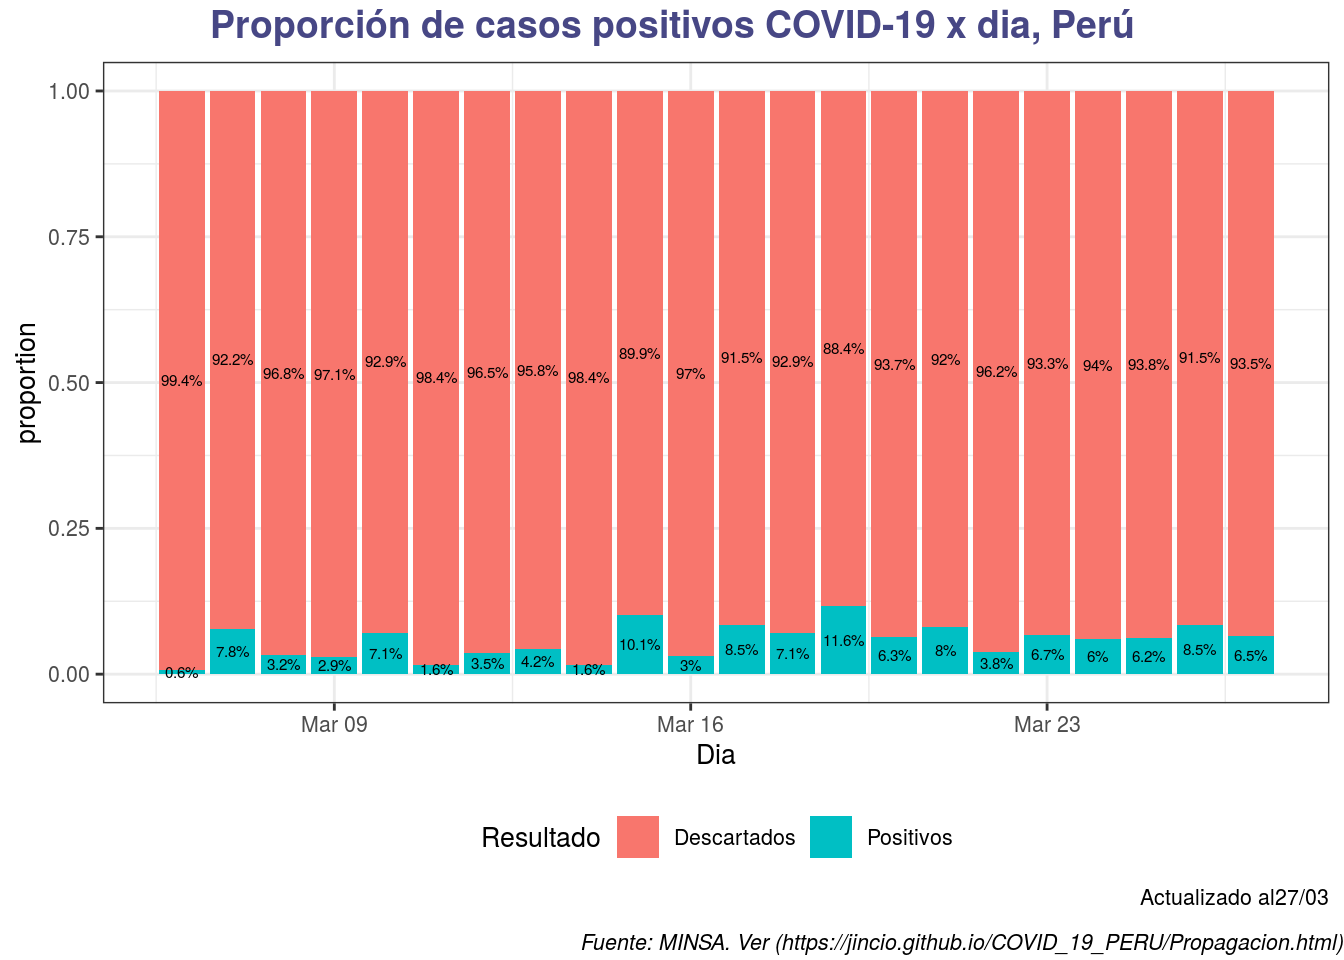 Proporción de casos positivos COVID-19 x dia, Perú
1.00
0.75
0.50
0.25
0.00
proportion
99.4% 92.2% 96.8% 97.1% 92.9% 98.4% 96.5% 95.8% 98.4% 89.9% 97% 91.5% 92.9% 88.4% 93.7% 92% 96.2% 93.3% 94% 93.8% 91.5% 93.5%
0.6% 7.8% 3.2% 2.9% 7.1% 1.6% 3.5% 4.2% 1.6% 10.1% 3% 8.5% 7.1% 11.6% 6.3% 8% 3.8% 6.7% 6% 6.2% 8.5% 6.5%
Mar 09 Mar 16 Mar 23
Dia
Resultado Descartados Positivos
Actualizado al27/03
Fuente: MINSA. Ver (https://jincio.github.io/COVID_19_PERU/Propagacion.html)